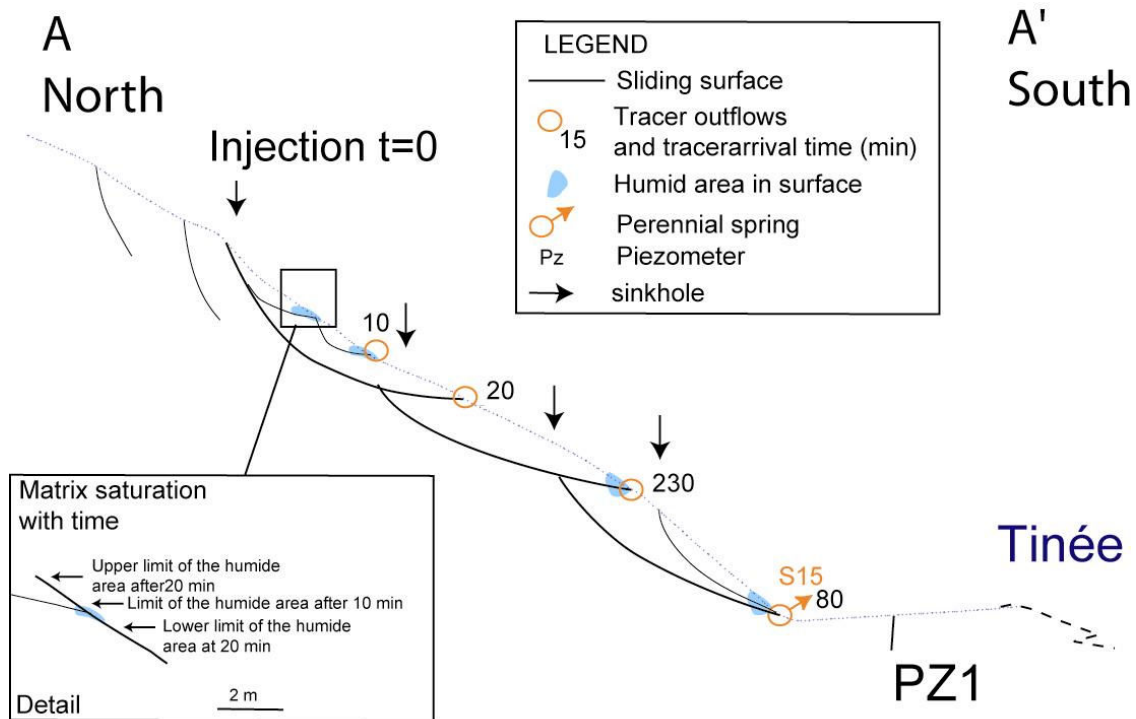 A
North
A'
South
Injection t=0
LEGEND
Sliding surface
Tracer outflows
and tracerarrival time (min)
15
Humid area in surface
Perennial spring
Pz Piezometer
sinkhole
10
20
230
S15
80
Tinée
PZ1
Matrix saturation
with time
Upper limit of the humide
area after20 min
Limit of the humide area after 10 min
Lower limit of the humide
area at 20 min
2 m
Detail